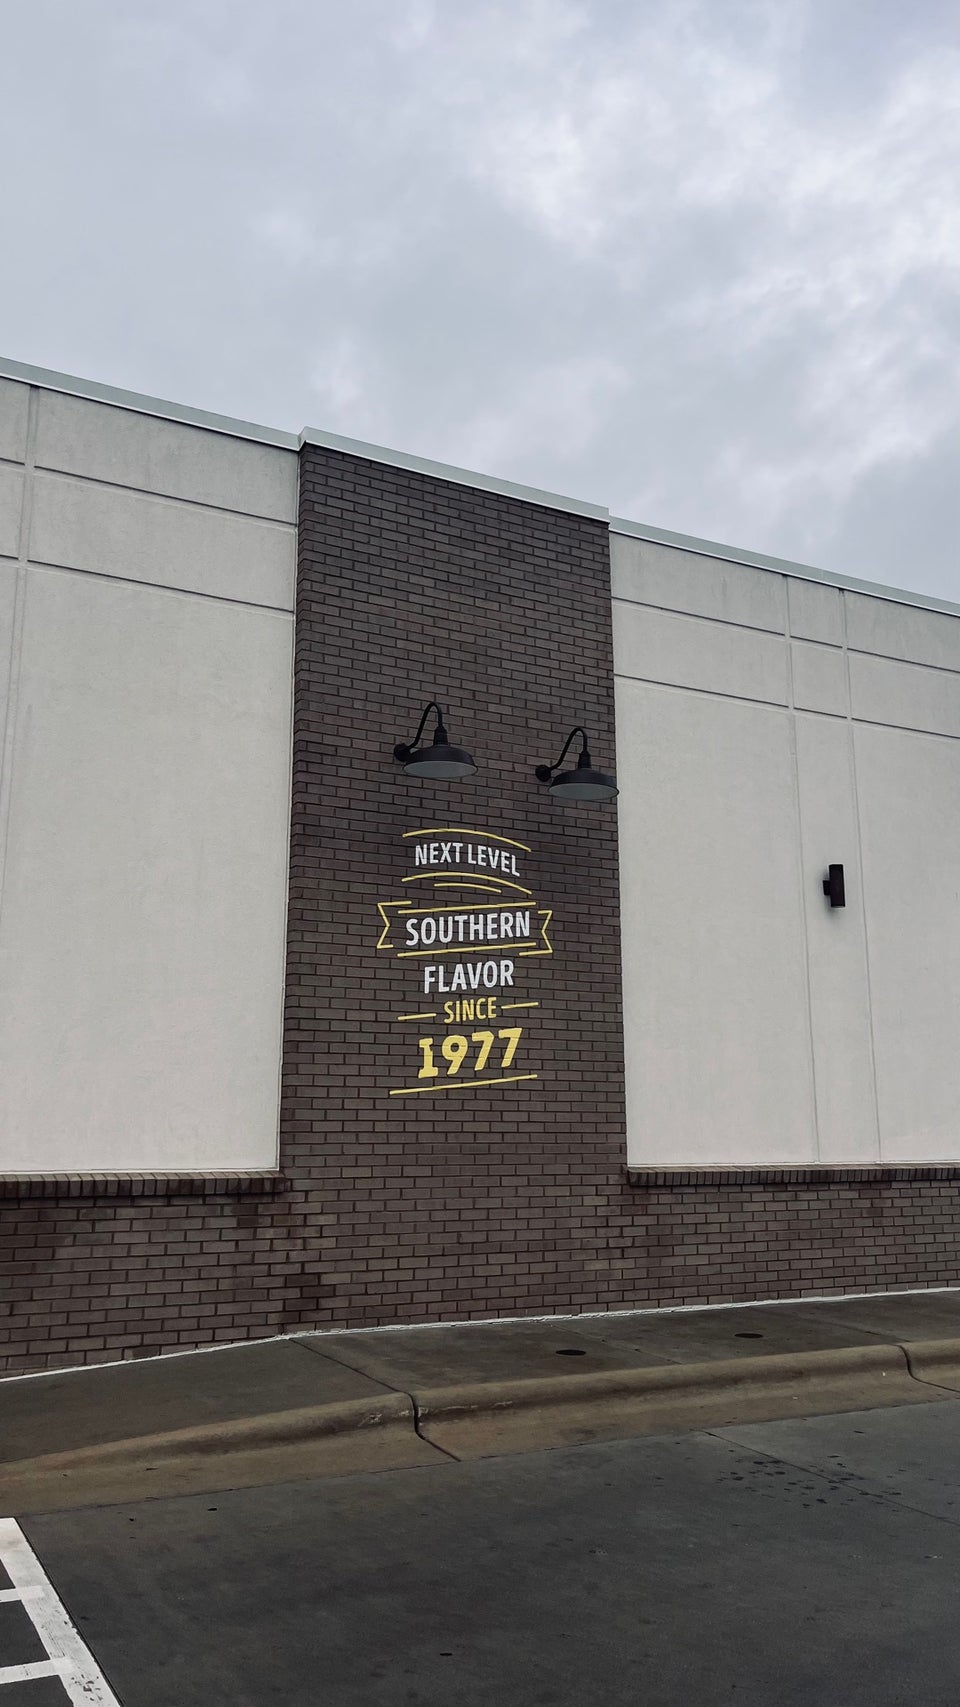 NEXT LEVEL
SOUTHERN
FLAVOR
SINCE
1977